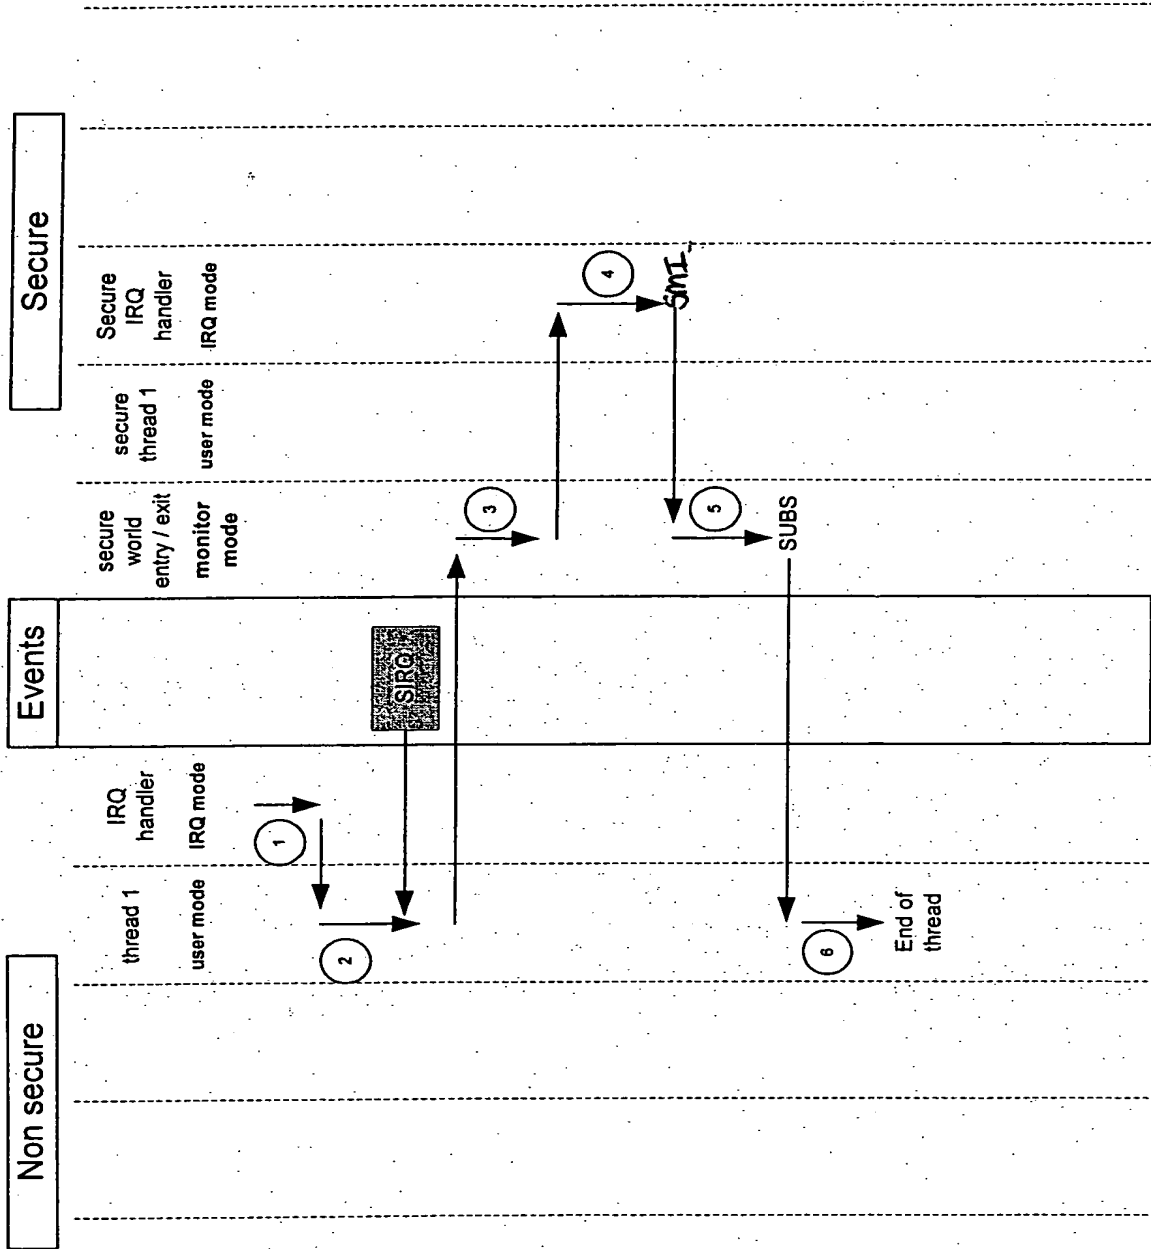 Non secure
Events
Secure
thread 1
user mode
IRQ
handler
IRQ mode
secure
world
entry / exit
monitor
mode
secure
thread 1
user mode
Secure
IRQ
handler
IRQ mode
1
2
SIRQ
3
4
SMI
5
SUBS
6
End of
thread